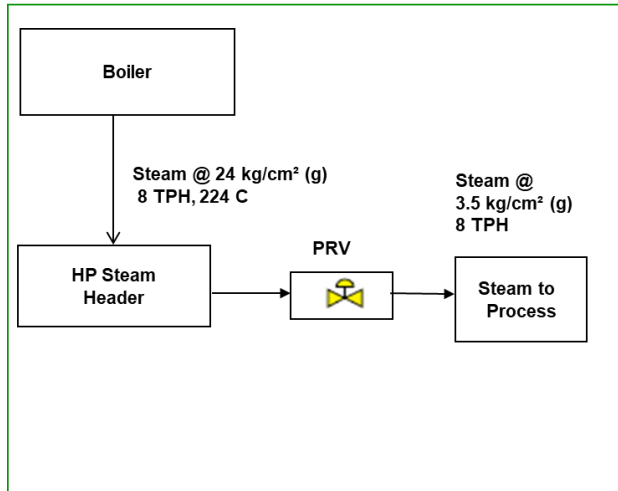 Boiler
Steam @ 24 kg/cm² (g)
8 TPH, 224 C
Steam @
3.5 kg/cm² (g)
8 TPH
PRV
HP Steam
Header
Steam to
Process